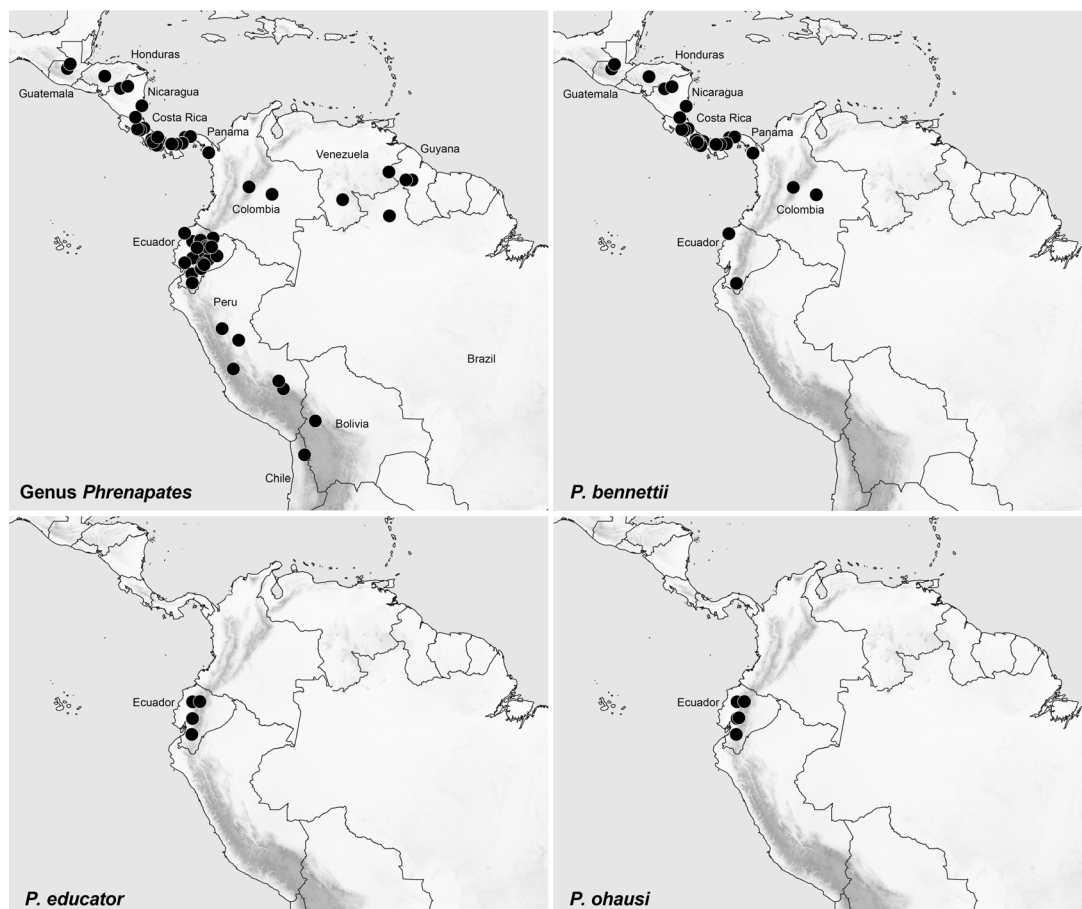 Honduras
Guatemala
Nicaragua
Costa Rica
Panama
Venezuela
Guyana
Colombia
Ecuador
Peru
Brazil
Bolivia
Chile
Genus Phrenapates
Honduras
Guatemala
Nicaragua
Costa Rica
Panama
Colombia
Ecuador
P. bennettii
Ecuador
P. educator
Ecuador
P. ohausi